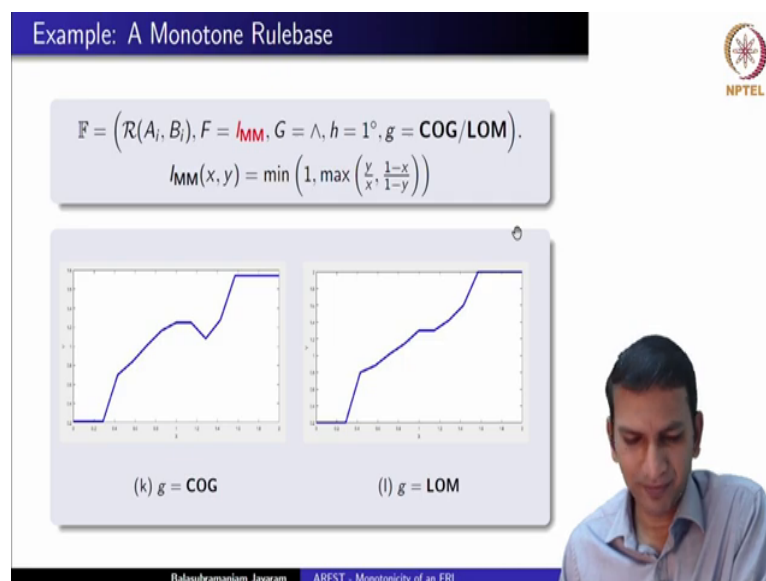 Example: A Monotone Rulebase
NPTEL
𝔽 = (ℛ(Aᵢ, Bᵢ), F = I_MM, G = ∧, h = 1°, g = COG/LOM).
I_MM(x, y) = min (1, max (y/x, 1−x/1−y))
(k) g = COG
(l) g = LOM
Balasubramaniam Jayaram
AREST - Monotonicity of an FRI